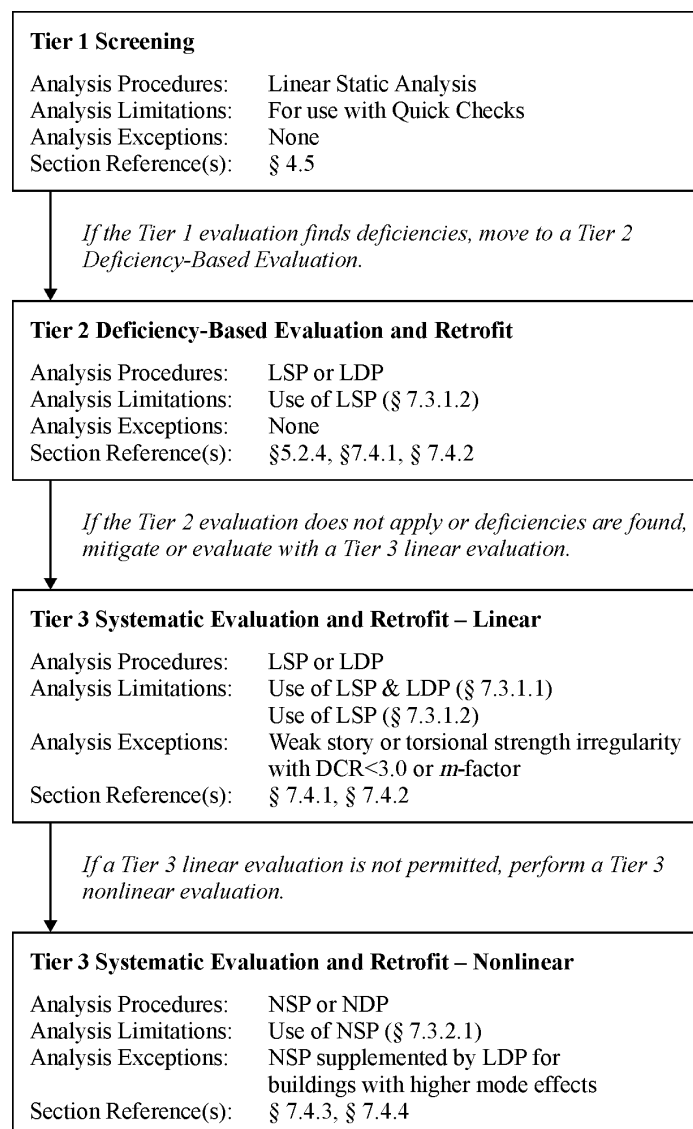 Tier 1 Screening
Analysis Procedures: Linear Static Analysis
Analysis Limitations: For use with Quick Checks
Analysis Exceptions: None
Section Reference(s): § 4.5
If the Tier 1 evaluation finds deficiencies, move to a Tier 2
Deficiency-Based Evaluation.
Tier 2 Deficiency-Based Evaluation and Retrofit
Analysis Procedures: LSP or LDP
Analysis Limitations: Use of LSP (§ 7.3.1.2)
Analysis Exceptions: None
Section Reference(s): §5.2.4, §7.4.1, § 7.4.2
If the Tier 2 evaluation does not apply or deficiencies are found,
mitigate or evaluate with a Tier 3 linear evaluation.
Tier 3 Systematic Evaluation and Retrofit – Linear
Analysis Procedures: LSP or LDP
Analysis Limitations: Use of LSP & LDP (§ 7.3.1.1)
Use of LSP (§ 7.3.1.2)
Analysis Exceptions: Weak story or torsional strength irregularity
with DCR<3.0 or m-factor
Section Reference(s): § 7.4.1, § 7.4.2
If a Tier 3 linear evaluation is not permitted, perform a Tier 3
nonlinear evaluation.
Tier 3 Systematic Evaluation and Retrofit – Nonlinear
Analysis Procedures: NSP or NDP
Analysis Limitations: Use of NSP (§ 7.3.2.1)
Analysis Exceptions: NSP supplemented by LDP for
buildings with higher mode effects
Section Reference(s): § 7.4.3, § 7.4.4